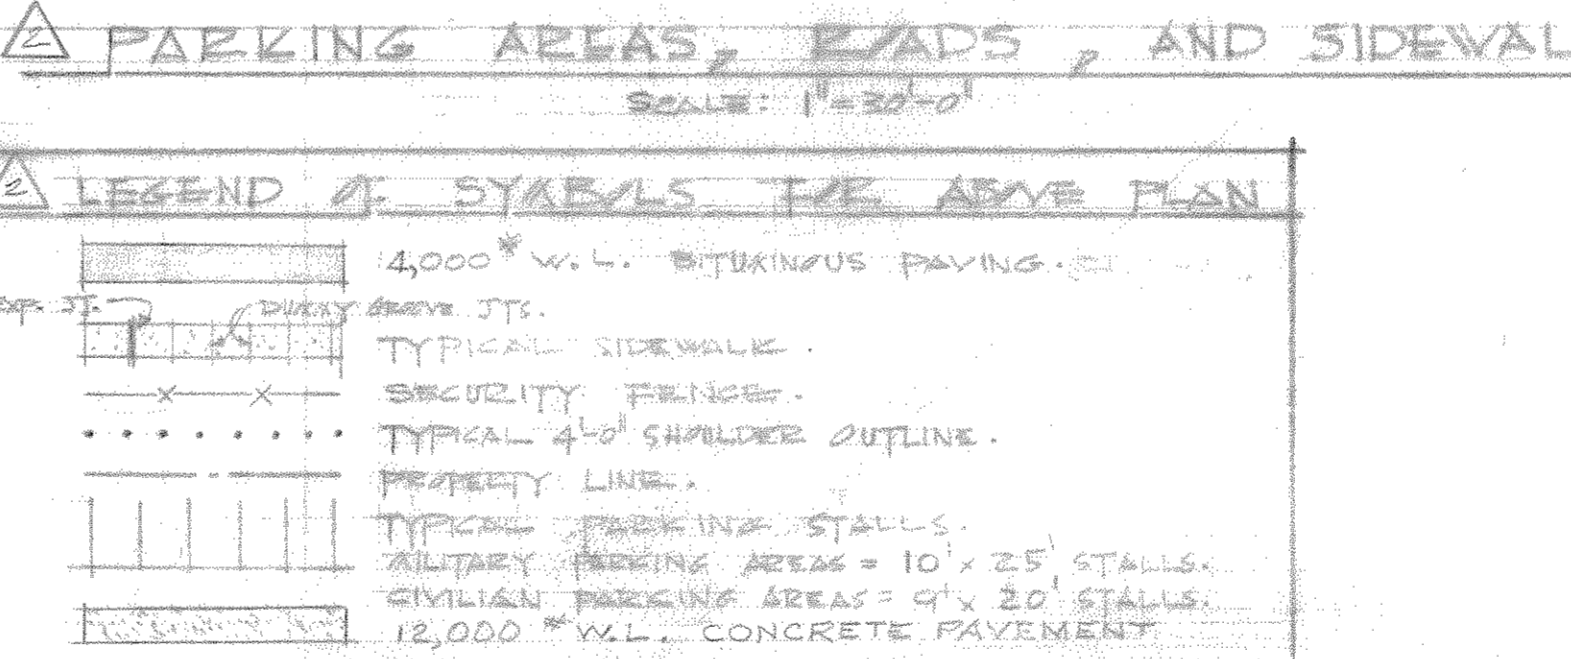 2 PARKING AREAS, ROADS, AND SIDEWAL
SCALE: 1"=30'-0"
2 LEGEND OF SYMBOLS FOR ABOVE PLAN
4,000# W.L. BITUMINOUS PAVING.
EXP. JT. DUMMY GROOVE JTS.
TYPICAL SIDEWALK.
SECURITY FENCE.
TYPICAL 4'-0" SHOULDER OUTLINE.
PROPERTY LINE.
TYPICAL PARKING STALLS.
MILITARY PARKING AREAS = 10' x 25' STALLS.
CIVILIAN PARKING AREAS = 9' x 20' STALLS.
12,000# W.L. CONCRETE PAVEMENT